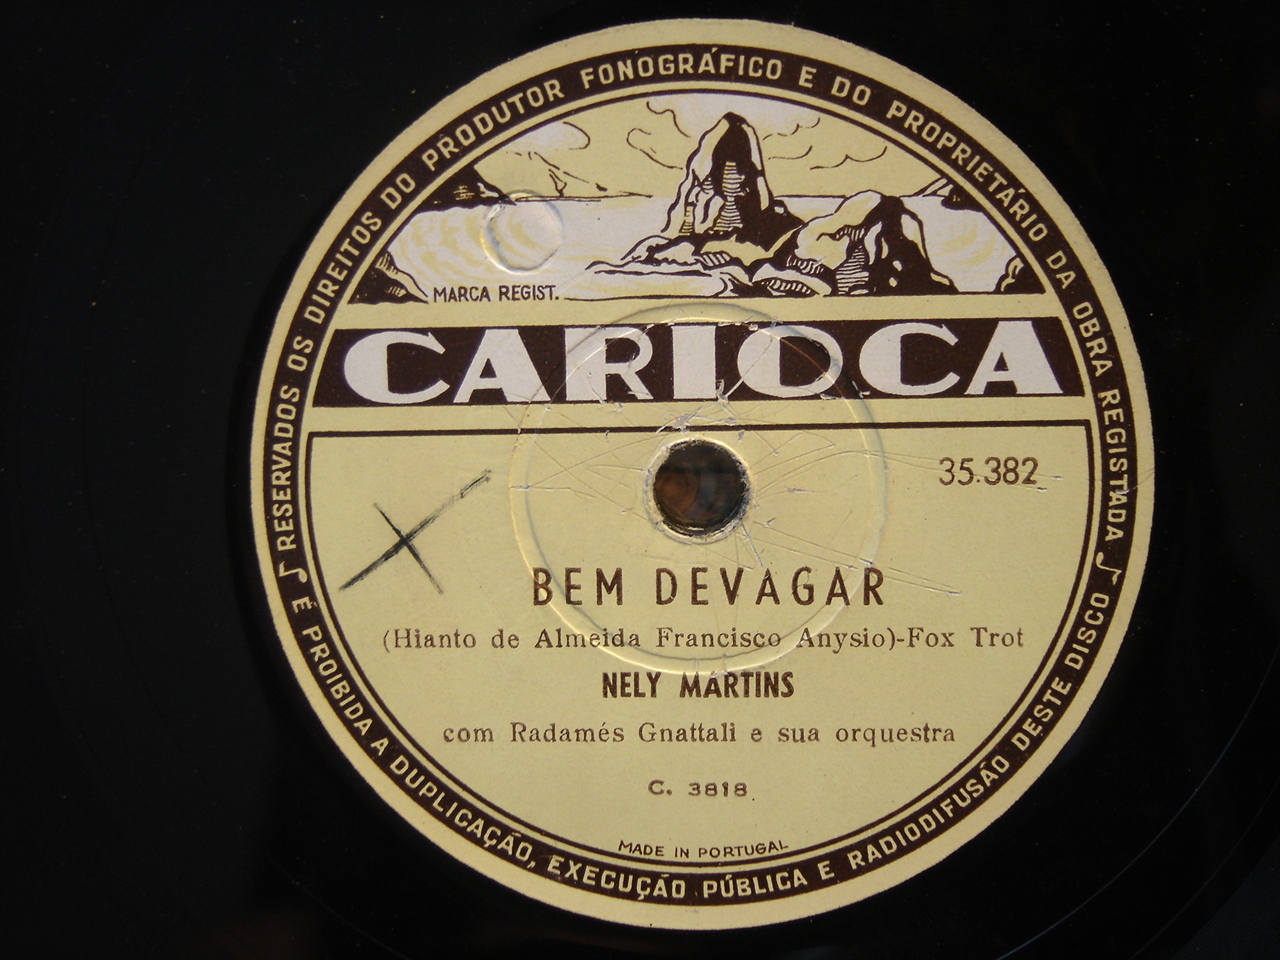 RESERVADOS OS DIREITOS DO PRODUTOR FONOGRÁFICO E DO PROPRIETÁRIO DA OBRA REGISTADA
MARCA REGIST.
CARIOCA
35.382
BEM DEVAGAR
(Hianto de Almeida Francisco Anysio)-Fox Trot
NELY MARTINS
com Radamés Gnattali e sua orquestra
C. 3818
MADE IN PORTUGAL
É PROIBIDA A DUPLICAÇÃO, EXECUÇÃO PÚBLICA E RADIODIFUSÃO DESTE DISCO